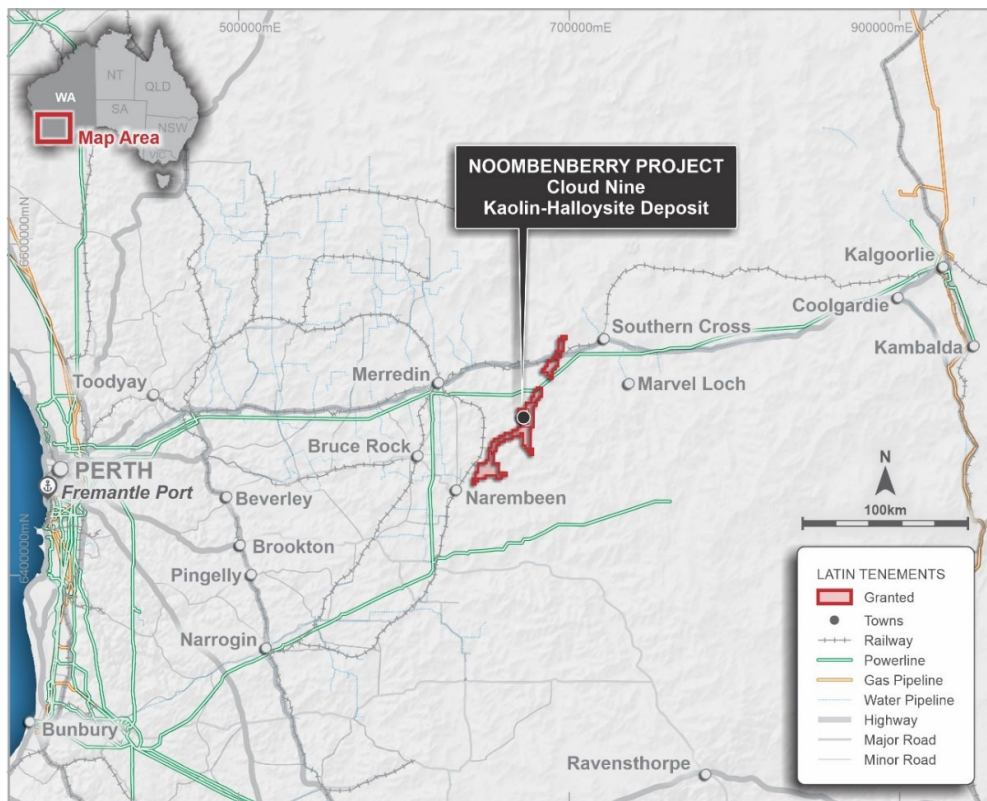 500000mE
700000mE
900000mE
NT
QLD
WA
SA
NSW
VIC
Map Area
6600000mN
NOOMBENBERRY PROJECT
Cloud Nine
Kaolin-Halloysite Deposit
Kalgoorlie
Coolgardie
Southern Cross
Kambalda
Merredin
Toodyay
Marvel Loch
Bruce Rock
PERTH
Fremantle Port
Beverley
Narembeen
N
100km
Brookton
Pingelly
6400000mN
Narrogin
Bunbury
Ravensthorpe
LATIN TENEMENTS
Granted
Towns
Railway
Powerline
Gas Pipeline
Water Pipeline
Highway
Major Road
Minor Road